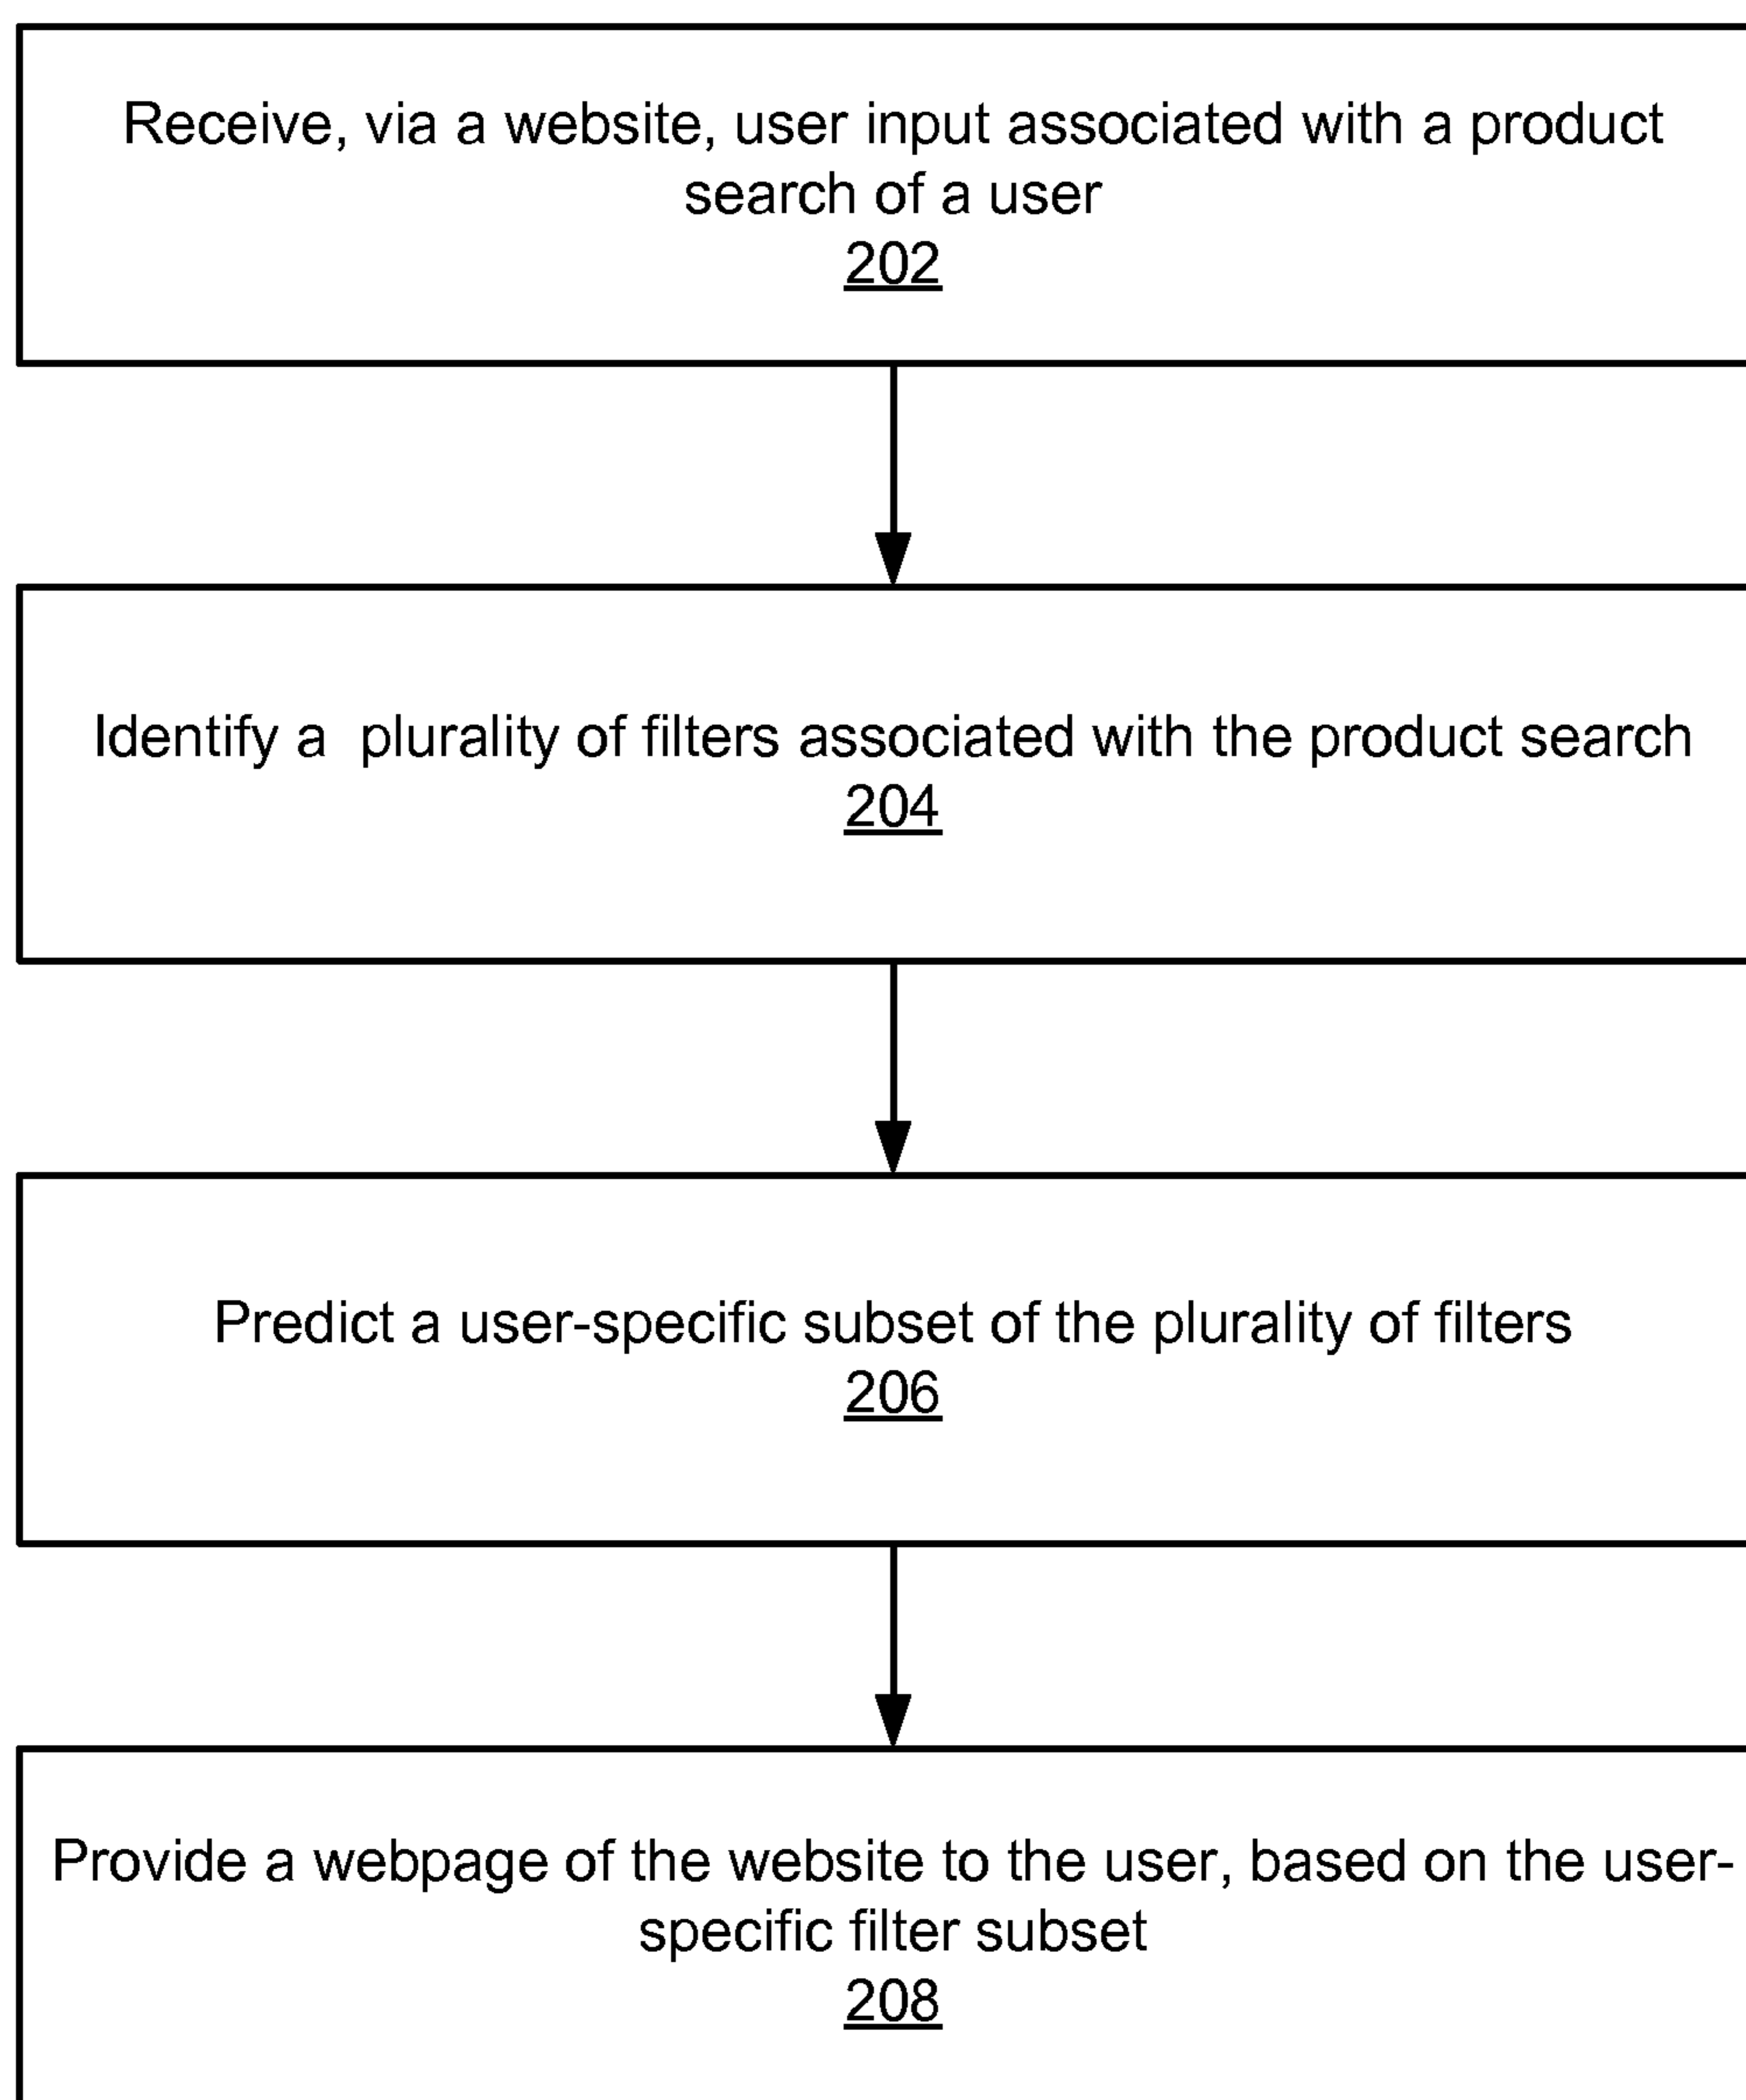 Receive, via a website, user input associated with a product
search of a user
202
Identify a  plurality of filters associated with the product search
204
Predict a user-specific subset of the plurality of filters
206
Provide a webpage of the website to the user, based on the user-
specific filter subset
208